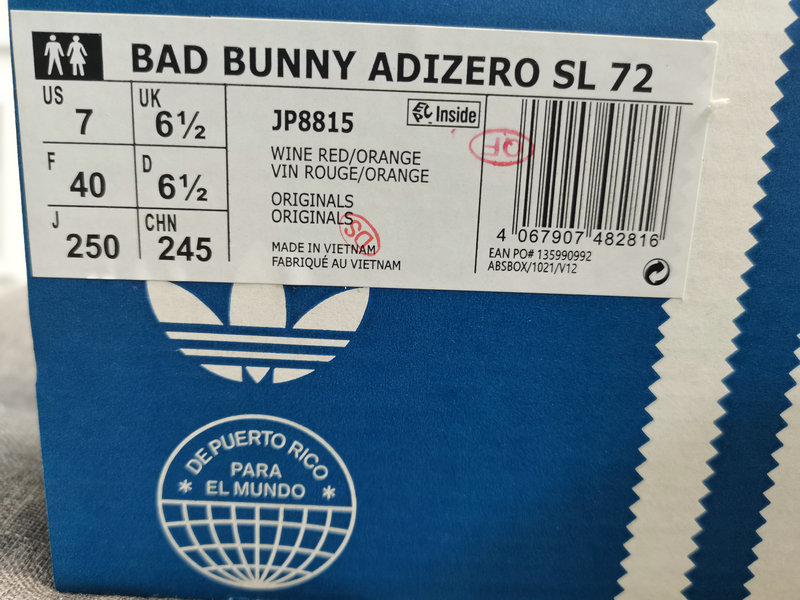 BAD BUNNY ADIZERO SL 72
US 7
UK 6½
F 40
D 6½
J 250
CHN 245
JP8815
Inside
WINE RED/ORANGE
VIN ROUGE/ORANGE
ORIGINALS
ORIGINALS
DS
MADE IN VIETNAM
FABRIQUÉ AU VIETNAM
QF
4 067907 482816
EAN PO# 135990992
ABSBOX/1021/V12
DE PUERTO RICO
PARA
* EL MUNDO *